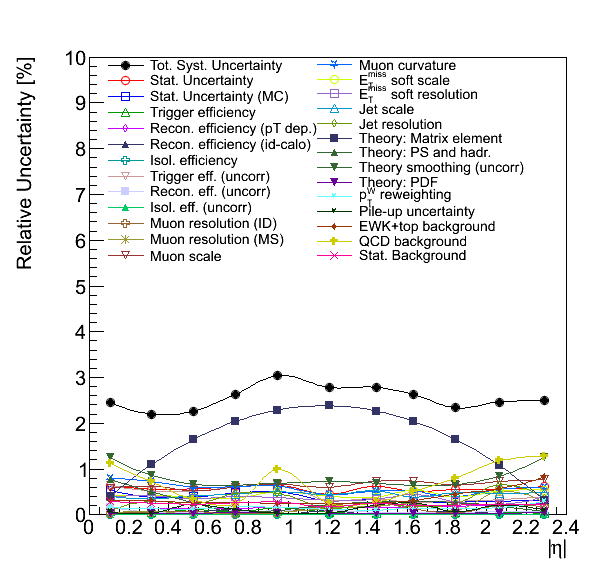 Relative Uncertainty [%]
10
9
8
7
6
5
4
3
2
1
0
Tot. Syst. Uncertainty
Stat. Uncertainty
Stat. Uncertainty (MC)
Trigger efficiency
Recon. efficiency (pT dep.)
Recon. efficiency (id-calo)
Isol. efficiency
Trigger eff. (uncorr)
Recon. eff. (uncorr)
Isol. eff. (uncorr)
Muon resolution (ID)
Muon resolution (MS)
Muon scale
Muon curvature
E_T^miss soft scale
E_T^miss soft resolution
Jet scale
Jet resolution
Theory: Matrix element
Theory: PS and hadr.
Theory smoothing (uncorr)
Theory: PDF
p_T^W reweighting
Pile-up uncertainty
EWK+top background
QCD background
Stat. Background
0 0.2 0.4 0.6 0.8 1 1.2 1.4 1.6 1.8 2 2.2 2.4
|η|